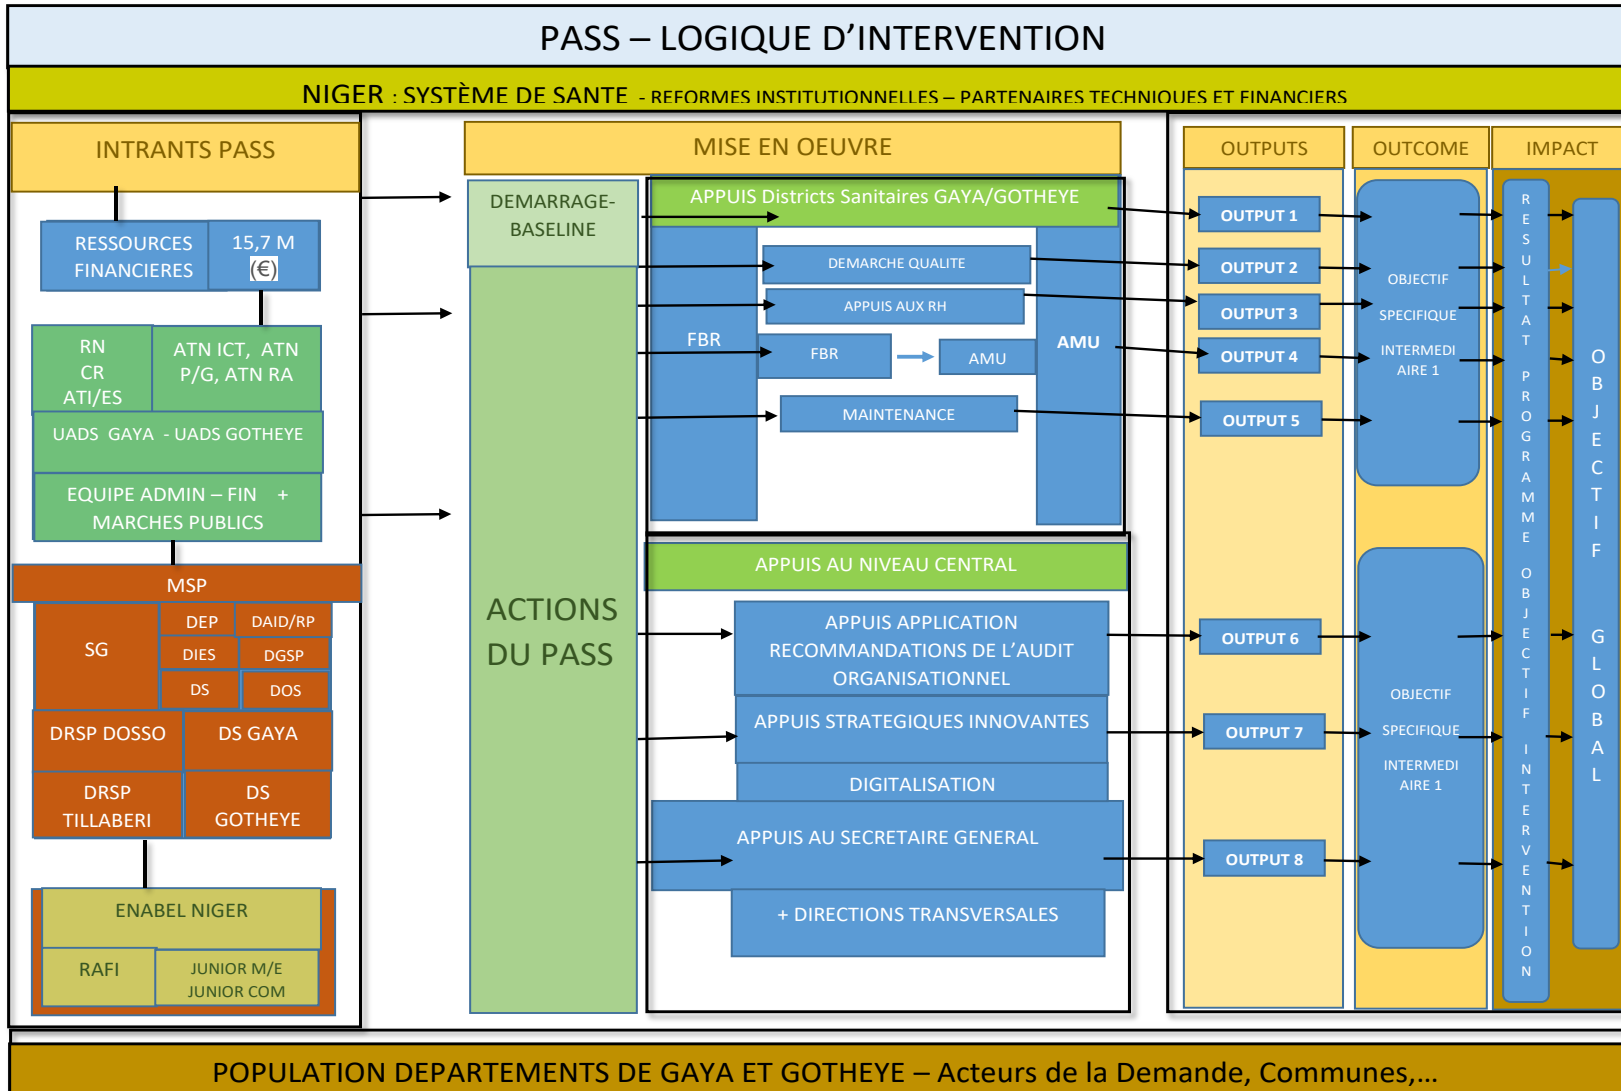 PASS – LOGIQUE D'INTERVENTION
NIGER : SYSTÈME DE SANTE - REFORMES INSTITUTIONNELLES – PARTENAIRES TECHNIQUES ET FINANCIERS
INTRANTS PASS
RESSOURCES
FINANCIERES
15,7 M
(€)
RN
CR
ATI/ES
ATN ICT, ATN
P/G, ATN RA
UADS GAYA - UADS GOTHEYE
EQUIPE ADMIN – FIN +
MARCHES PUBLICS
MSP
SG
DEP
DAID/RP
DIES
DGSP
DS
DOS
DRSP DOSSO
DS GAYA
DRSP
TILLABERI
DS
GOTHEYE
ENABEL NIGER
RAFI
JUNIOR M/E
JUNIOR COM
MISE EN OEUVRE
DEMARRAGE-
BASELINE
ACTIONS
DU PASS
APPUIS Districts Sanitaires GAYA/GOTHEYE
FBR
DEMARCHE QUALITE
APPUIS AUX RH
FBR
AMU
MAINTENANCE
AMU
APPUIS AU NIVEAU CENTRAL
APPUIS APPLICATION
RECOMMANDATIONS DE L'AUDIT
ORGANISATIONNEL
APPUIS STRATEGIQUES INNOVANTES
DIGITALISATION
APPUIS AU SECRETAIRE GENERAL
+ DIRECTIONS TRANSVERSALES
OUTPUTS
OUTPUT 1
OUTPUT 2
OUTPUT 3
OUTPUT 4
OUTPUT 5
OUTPUT 6
OUTPUT 7
OUTPUT 8
OUTCOME
OBJECTIF
SPECIFIQUE
INTERMEDI
AIRE 1
OBJECTIF
SPECIFIQUE
INTERMEDI
AIRE 1
IMPACT
RESULTAT PROGRAMME OBJECTIF INTERVENTION
OBJECTIF GLOBAL
POPULATION DEPARTEMENTS DE GAYA ET GOTHEYE – Acteurs de la Demande, Communes,...